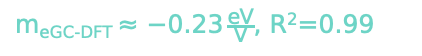 m_eGC-DFT ≈ −0.23 eV/V, R²=0.99